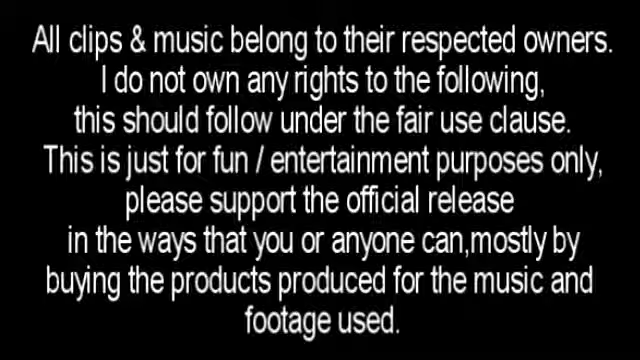 All clips & music belong to their respected owners.
I do not own any rights to the following,
this should follow under the fair use clause.
This is just for fun / entertainment purposes only,
please support the official release
in the ways that you or anyone can,mostly by
buying the products produced for the music and
footage used.